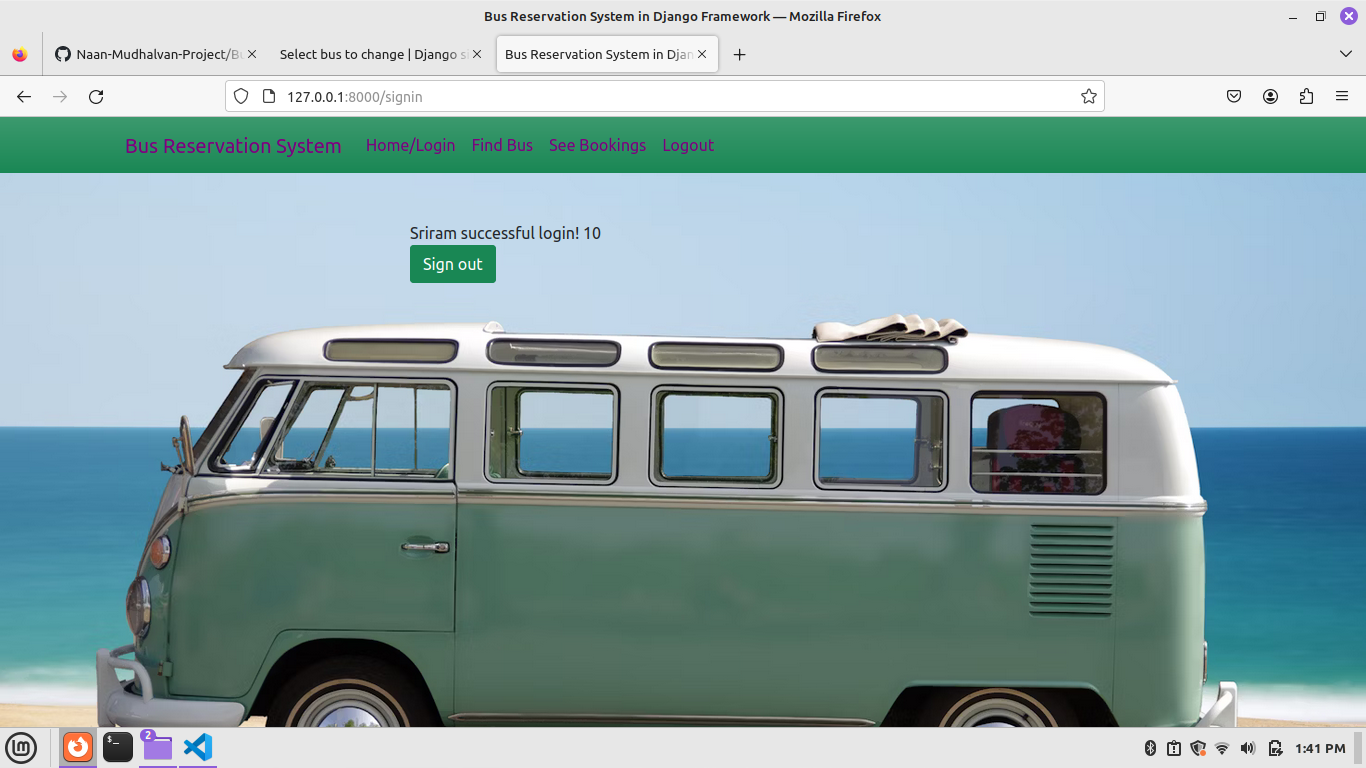 Bus Reservation System in Django Framework — Mozilla Firefox
Naan-Mudhalvan-Project/Bu
Select bus to change | Django s
Bus Reservation System in Djan
127.0.0.1:8000/signin
Bus Reservation System
Home/Login
Find Bus
See Bookings
Logout
Sriram successful login! 10
Sign out
2
1:41 PM